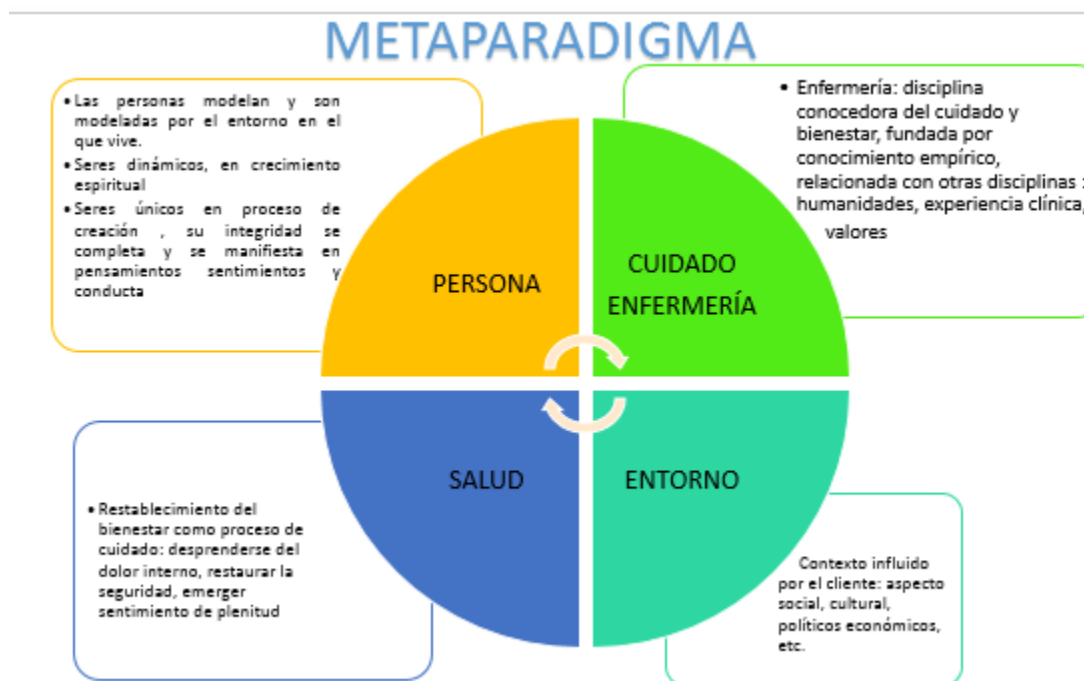 METAPARADIGMA
• Las personas modelan y son
modeladas por el entorno en el
que vive.
• Seres dinámicos, en crecimiento
espiritual
• Seres únicos en proceso de
creación , su integridad se
completa y se manifiesta en
pensamientos sentimientos y
conducta
• Enfermería: disciplina
conocedora del cuidado y
bienestar, fundada por
conocimiento empírico,
relacionada con otras disciplinas :
humanidades, experiencia clínica,
valores
PERSONA
CUIDADO
ENFERMERÍA
SALUD
ENTORNO
• Restablecimiento del
bienestar como proceso de
cuidado: desprenderse del
dolor interno, restaurar la
seguridad, emerger
sentimiento de plenitud
Contexto influido
por el cliente: aspecto
social, cultural,
políticos económicos,
etc.